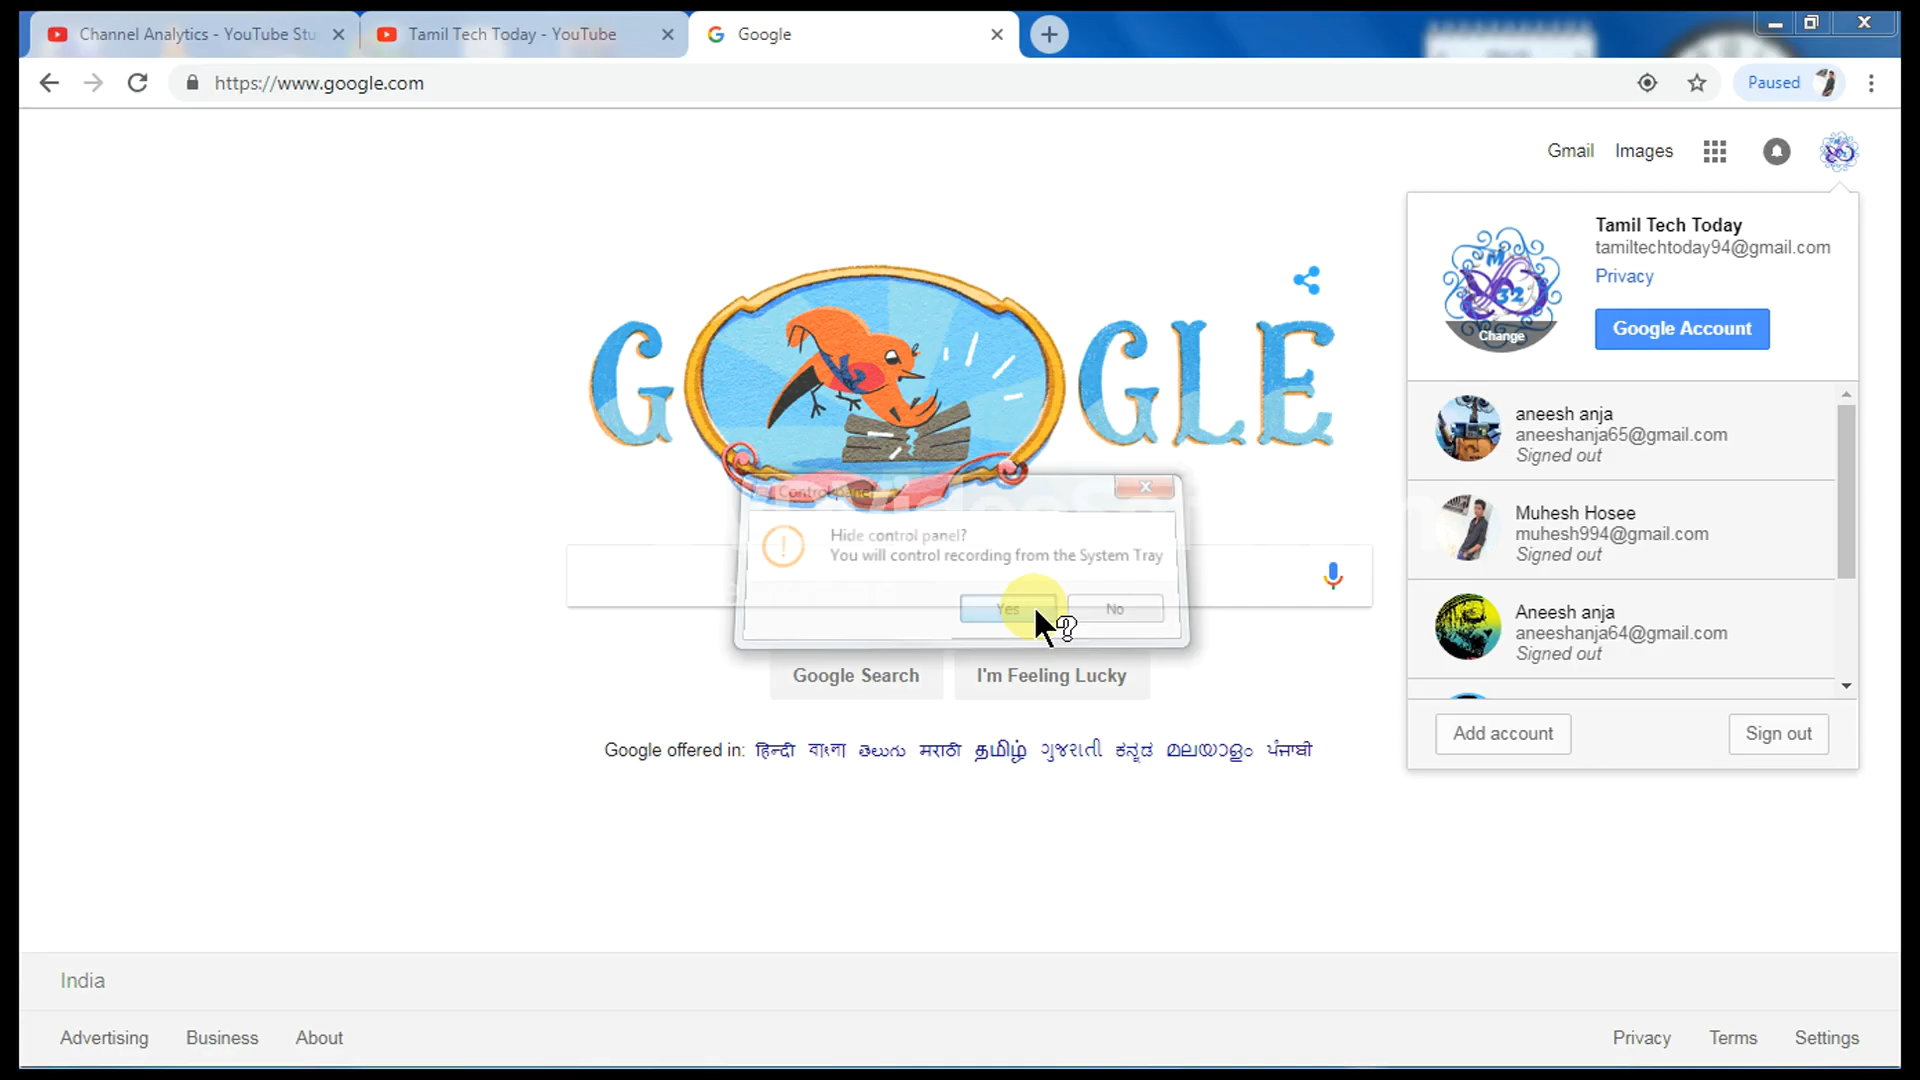 Channel Analytics - YouTube Stu
Tamil Tech Today - YouTube
Google
https://www.google.com
Paused
Gmail
Images
Tamil Tech Today
tamiltechtoday94@gmail.com
Privacy
Google Account
Change
GOOGLE
aneesh anja
aneeshanja65@gmail.com
Signed out
Muhesh Hosee
muhesh994@gmail.com
Signed out
Aneesh anja
aneeshanja64@gmail.com
Signed out
Add account
Sign out
Control panel
Hide control panel?
You will control recording from the System Tray
Yes
No
Google Search
I'm Feeling Lucky
Google offered in: हिन्दी বাংলা తెలుగు मराठी தமிழ் ગુજરાતી ಕನ್ನಡ മലയാളം ਪੰਜਾਬੀ
India
Advertising
Business
About
Privacy
Terms
Settings